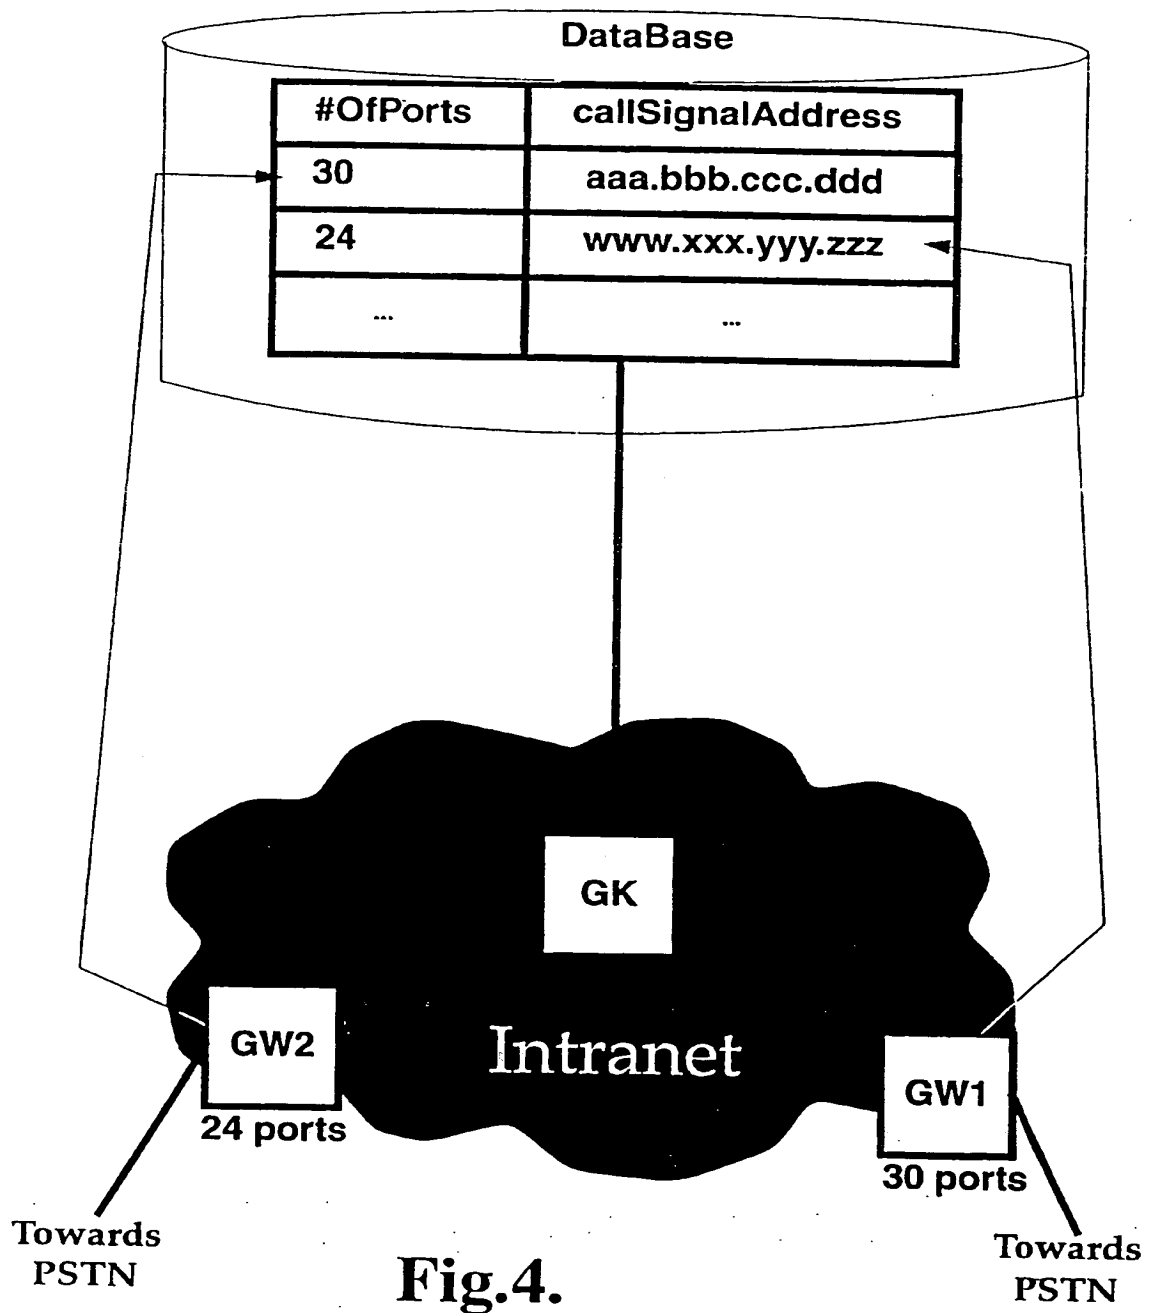 DataBase
#OfPorts callSignalAddress
30 aaa.bbb.ccc.ddd
24 www.xxx.yyy.zzz
... ...
GK
GW2
Intranet
GW1
24 ports
30 ports
Towards
PSTN
Towards
PSTN
Fig.4.